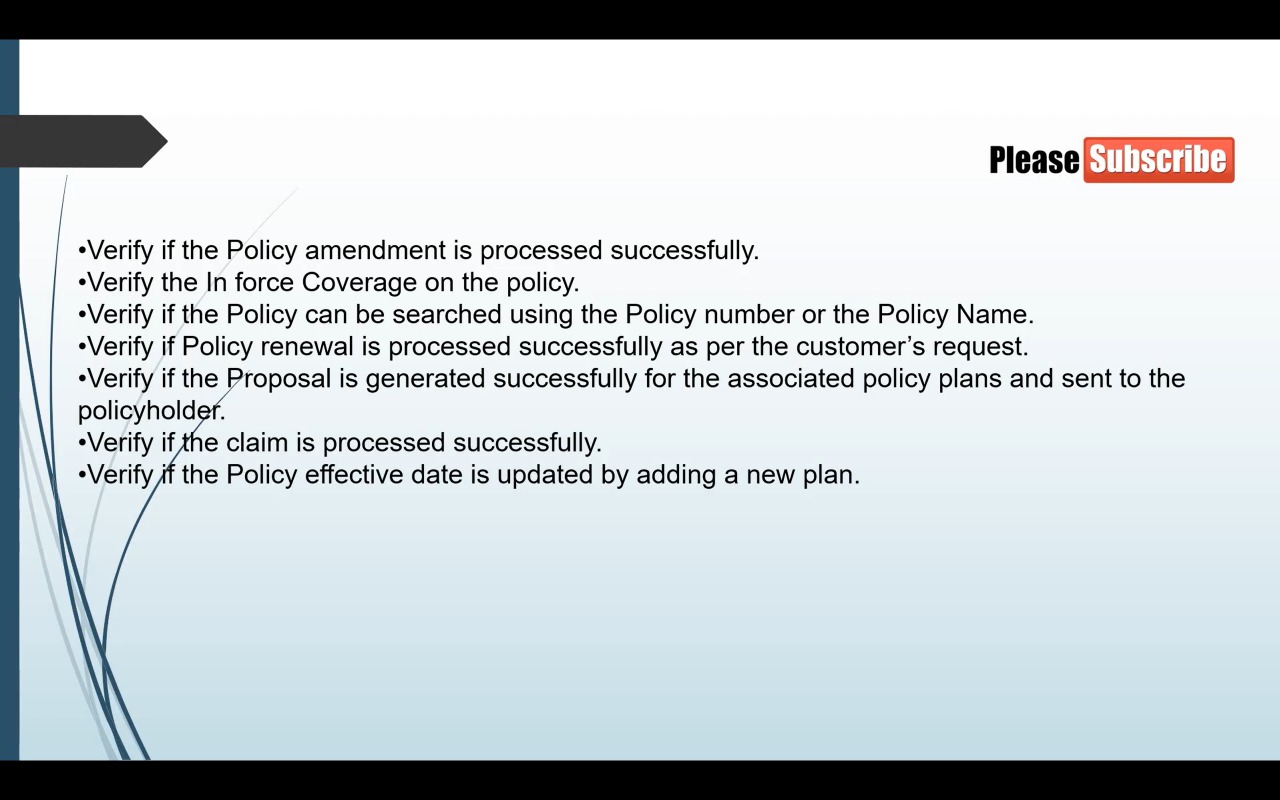 Please Subscribe
•Verify if the Policy amendment is processed successfully.
•Verify the In force Coverage on the policy.
•Verify if the Policy can be searched using the Policy number or the Policy Name.
•Verify if Policy renewal is processed successfully as per the customer’s request.
•Verify if the Proposal is generated successfully for the associated policy plans and sent to the
policyholder.
•Verify if the claim is processed successfully.
•Verify if the Policy effective date is updated by adding a new plan.